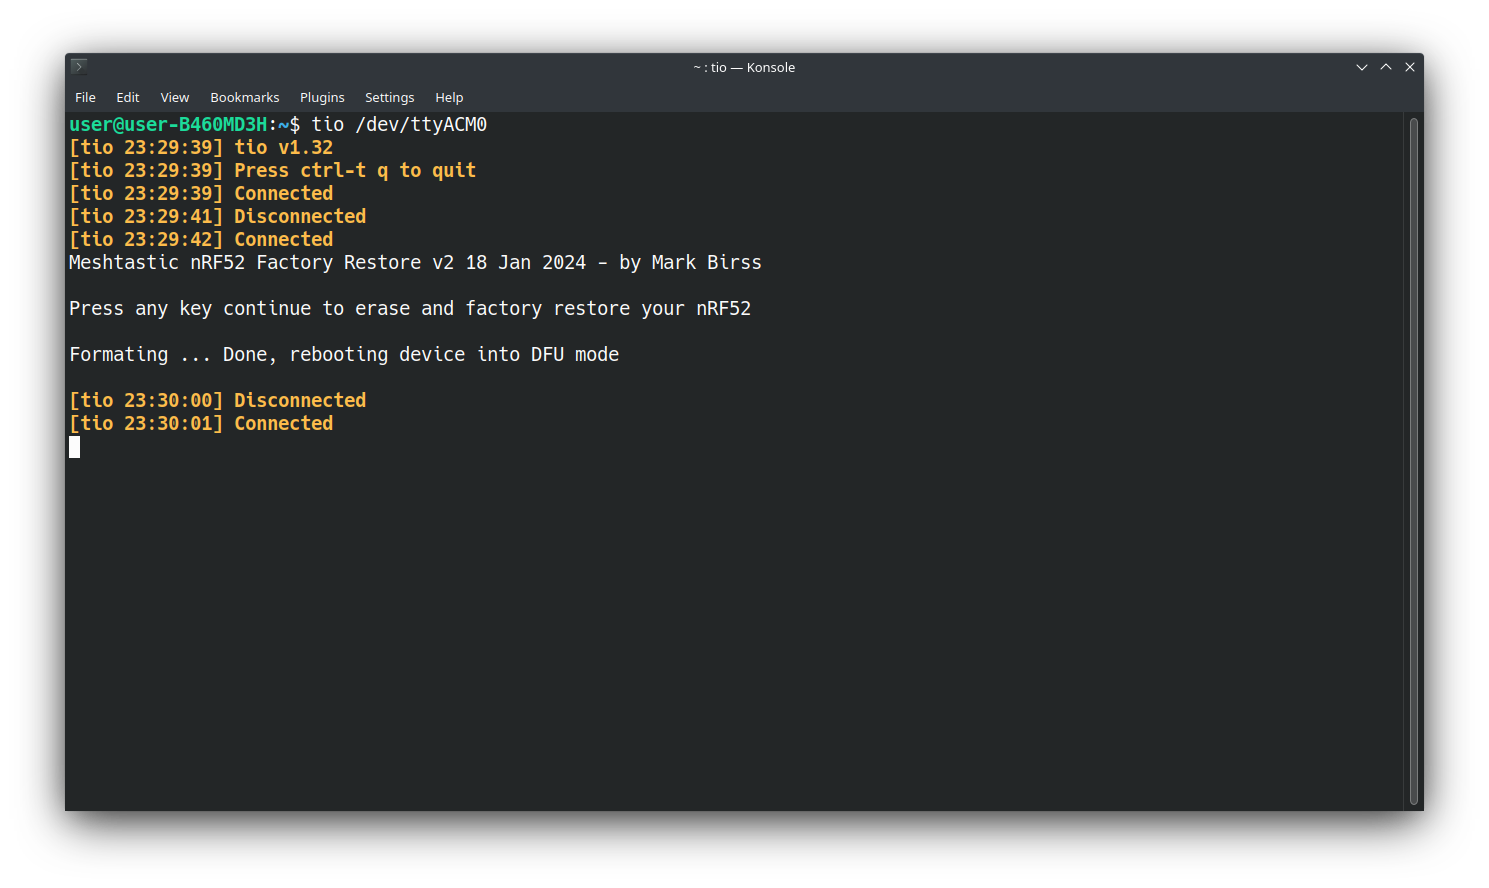 ~ : tio — Konsole
File Edit View Bookmarks Plugins Settings Help
user@user-B460MD3H:~$ tio /dev/ttyACM0
[tio 23:29:39] tio v1.32
[tio 23:29:39] Press ctrl-t q to quit
[tio 23:29:39] Connected
[tio 23:29:41] Disconnected
[tio 23:29:42] Connected
Meshtastic nRF52 Factory Restore v2 18 Jan 2024 - by Mark Birss
Press any key continue to erase and factory restore your nRF52
Formating ... Done, rebooting device into DFU mode
[tio 23:30:00] Disconnected
[tio 23:30:01] Connected